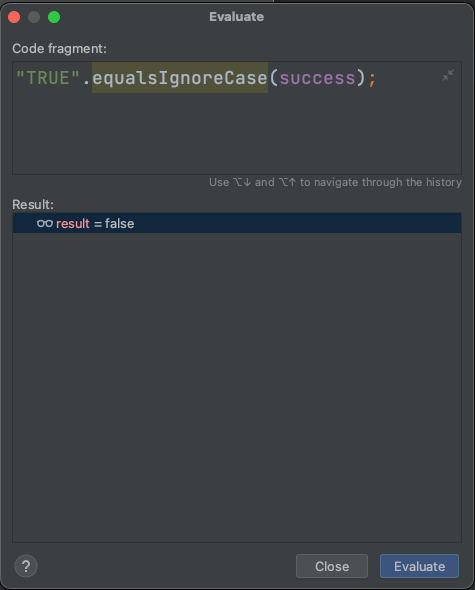 Evaluate
Code fragment:
"TRUE".equalsIgnoreCase(success);
Use ⌥↓ and ⌥↑ to navigate through the history
Result:
result = false
?
Close
Evaluate